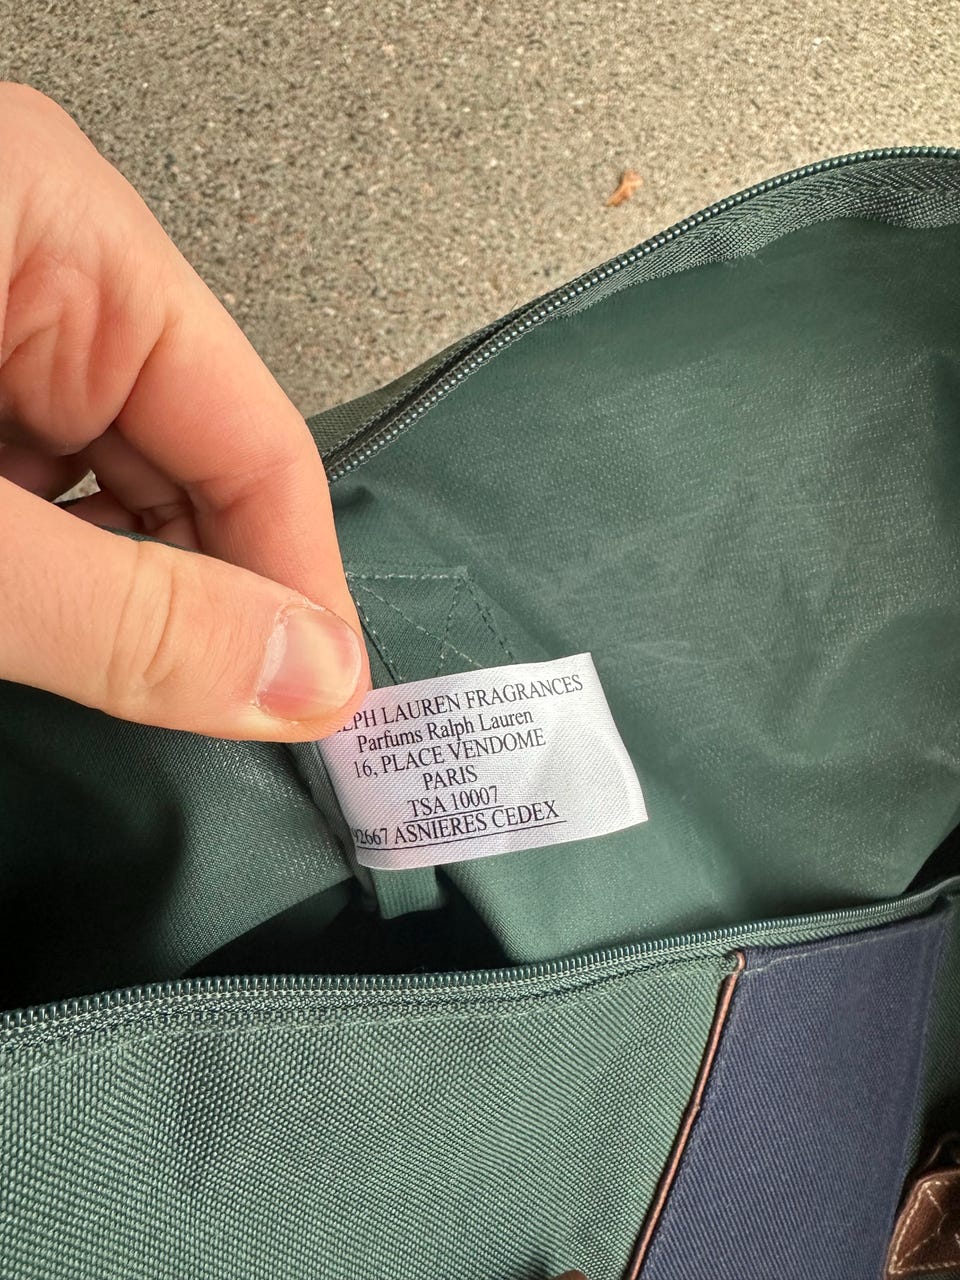 LPH LAUREN FRAGRANCES
Parfums Ralph Lauren
16, PLACE VENDOME
PARIS
TSA 10007
92667 ASNIERES CEDEX